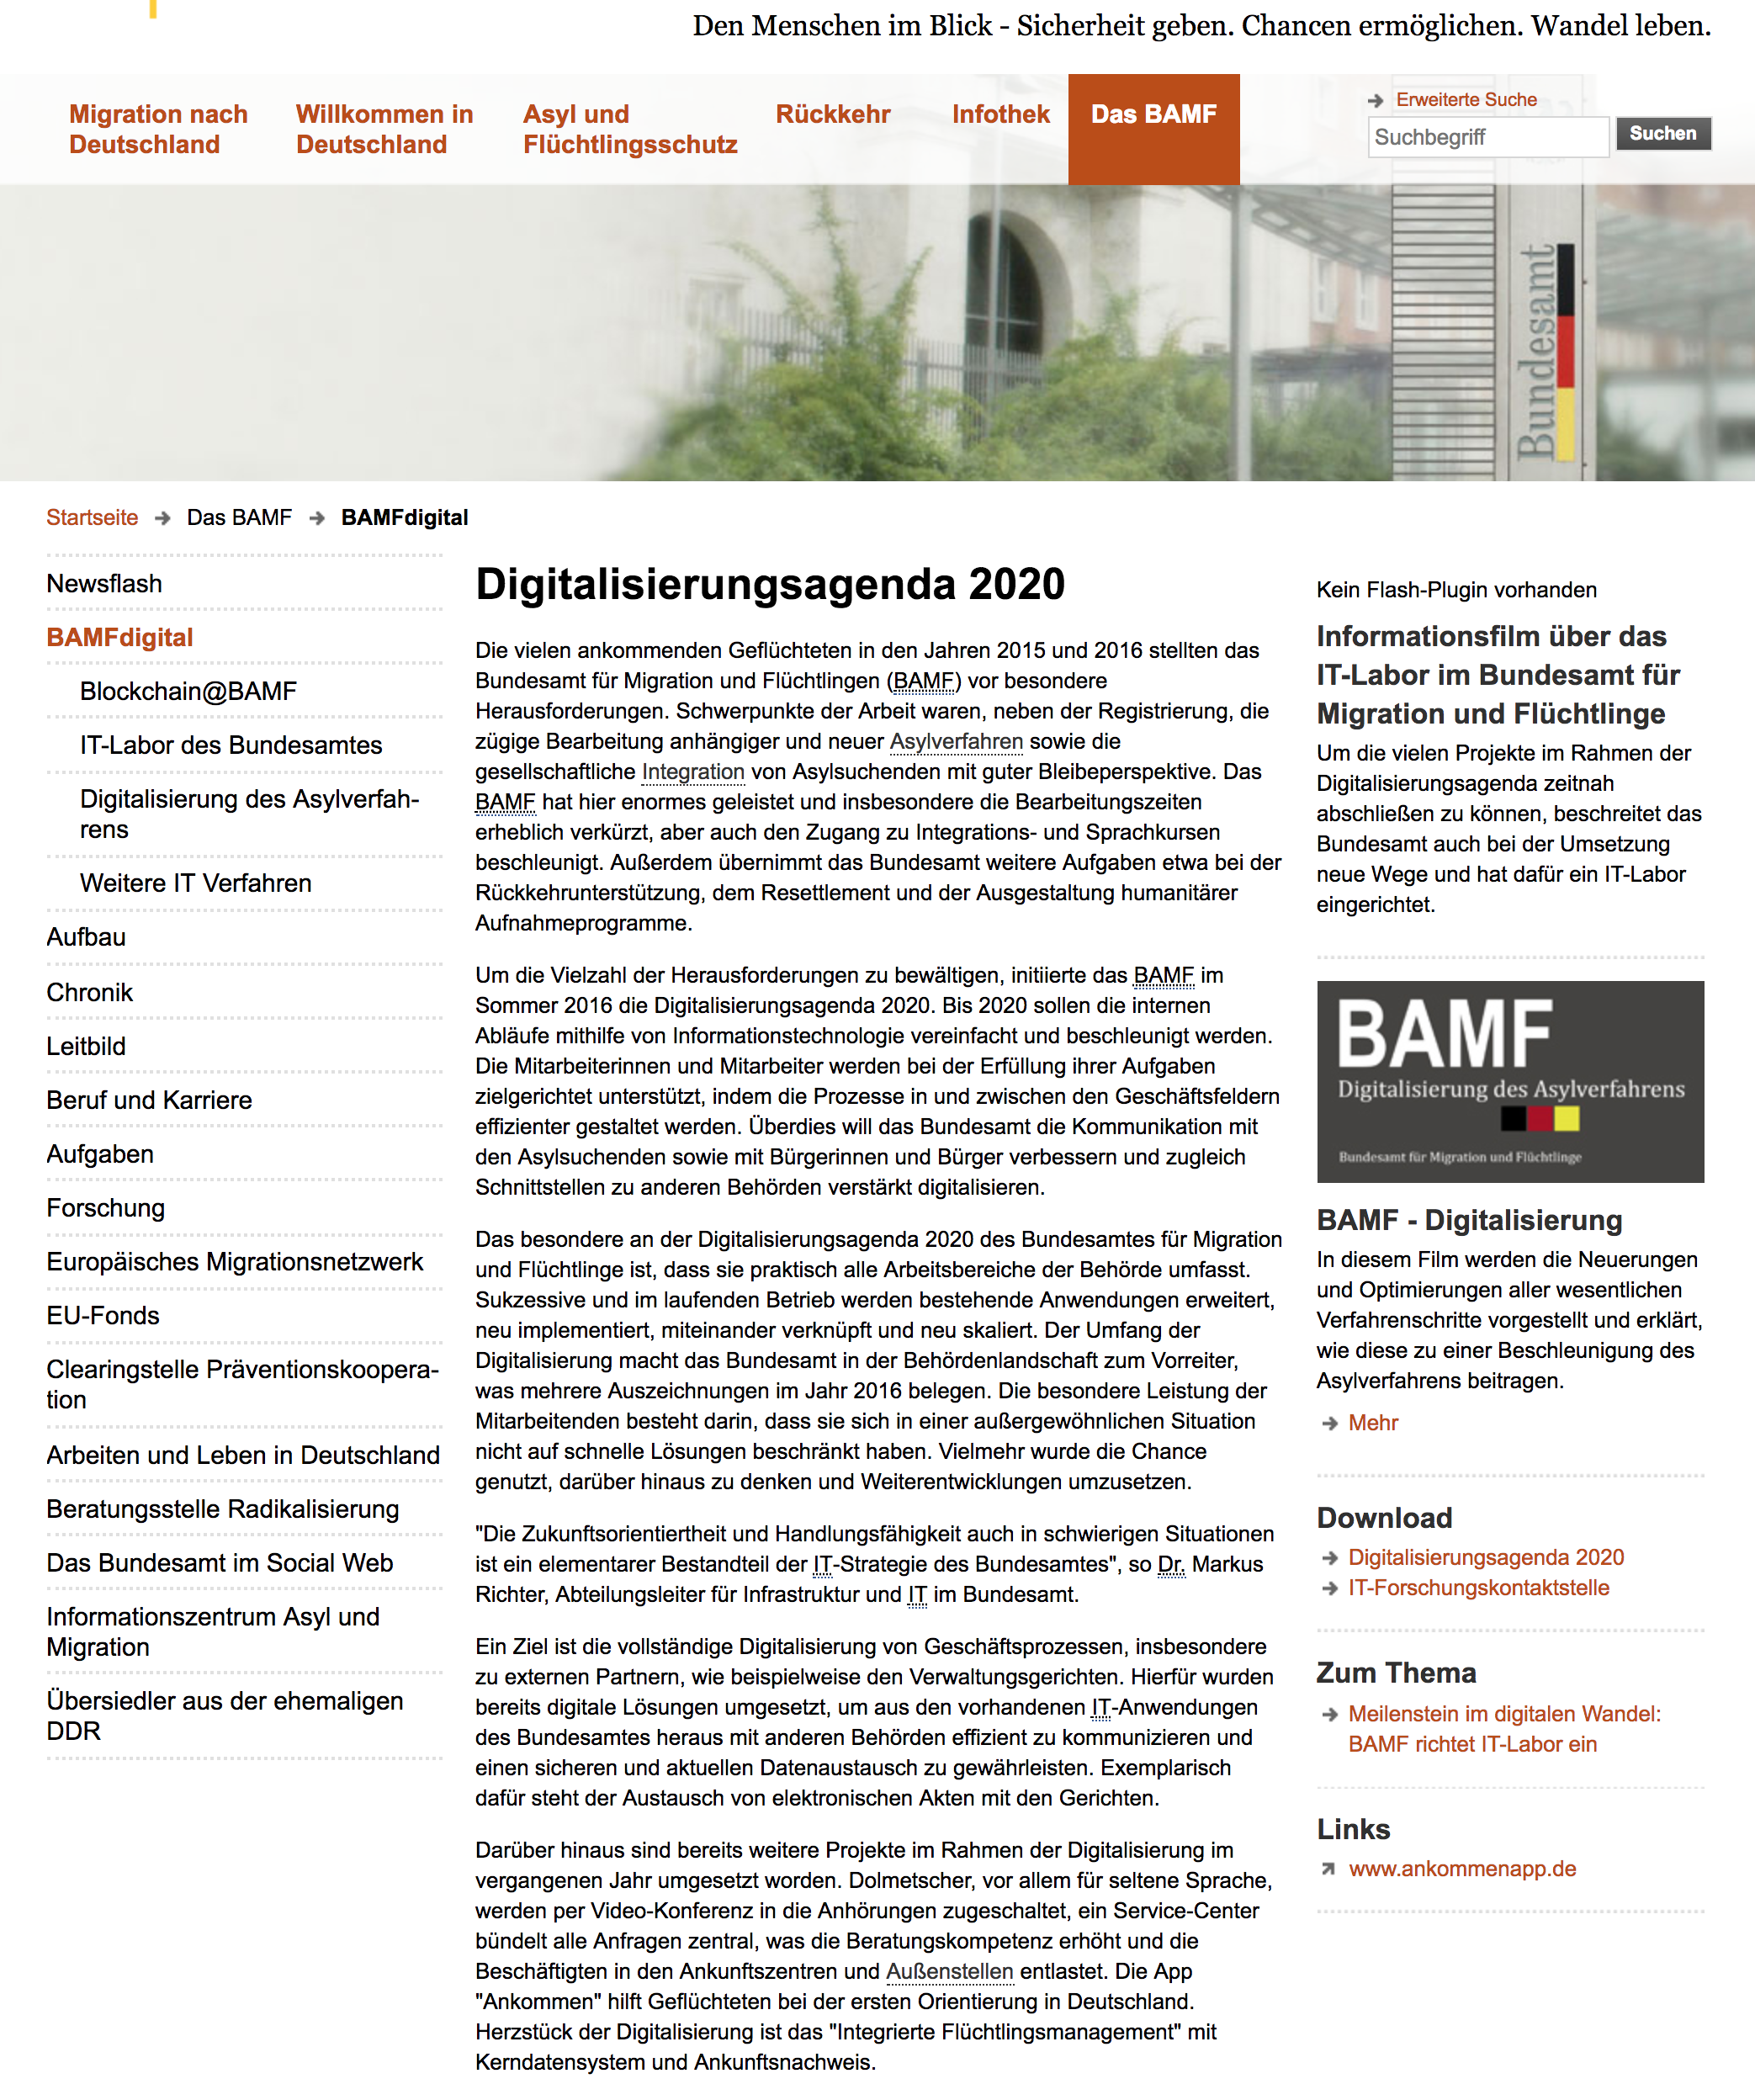 Den Menschen im Blick - Sicherheit geben. Chancen ermöglichen. Wandel leben.
Migration nach
Deutschland
Willkommen in
Deutschland
Asyl und
Flüchtlingsschutz
Rückkehr
Infothek
Das BAMF
Erweiterte Suche
Suchbegriff
Suchen
Bundesamt
Startseite
Das BAMF
BAMFdigital
Newsflash
BAMFdigital
Blockchain@BAMF
IT-Labor des Bundesamtes
Digitalisierung des Asylverfah-
rens
Weitere IT Verfahren
Aufbau
Chronik
Leitbild
Beruf und Karriere
Aufgaben
Forschung
Europäisches Migrationsnetzwerk
EU-Fonds
Clearingstelle Präventionskoopera-
tion
Arbeiten und Leben in Deutschland
Beratungsstelle Radikalisierung
Das Bundesamt im Social Web
Informationszentrum Asyl und
Migration
Übersiedler aus der ehemaligen
DDR
Digitalisierungsagenda 2020
Die vielen ankommenden Geflüchteten in den Jahren 2015 und 2016 stellten das
Bundesamt für Migration und Flüchtlingen (BAMF) vor besondere
Herausforderungen. Schwerpunkte der Arbeit waren, neben der Registrierung, die
zügige Bearbeitung anhängiger und neuer Asylverfahren sowie die
gesellschaftliche Integration von Asylsuchenden mit guter Bleibeperspektive. Das
BAMF hat hier enormes geleistet und insbesondere die Bearbeitungszeiten
erheblich verkürzt, aber auch den Zugang zu Integrations- und Sprachkursen
beschleunigt. Außerdem übernimmt das Bundesamt weitere Aufgaben etwa bei der
Rückkehrunterstützung, dem Resettlement und der Ausgestaltung humanitärer
Aufnahmeprogramme.
Um die Vielzahl der Herausforderungen zu bewältigen, initiierte das BAMF im
Sommer 2016 die Digitalisierungsagenda 2020. Bis 2020 sollen die internen
Abläufe mithilfe von Informationstechnologie vereinfacht und beschleunigt werden.
Die Mitarbeiterinnen und Mitarbeiter werden bei der Erfüllung ihrer Aufgaben
zielgerichtet unterstützt, indem die Prozesse in und zwischen den Geschäftsfeldern
effizienter gestaltet werden. Überdies will das Bundesamt die Kommunikation mit
den Asylsuchenden sowie mit Bürgerinnen und Bürger verbessern und zugleich
Schnittstellen zu anderen Behörden verstärkt digitalisieren.
Das besondere an der Digitalisierungsagenda 2020 des Bundesamtes für Migration
und Flüchtlinge ist, dass sie praktisch alle Arbeitsbereiche der Behörde umfasst.
Sukzessive und im laufenden Betrieb werden bestehende Anwendungen erweitert,
neu implementiert, miteinander verknüpft und neu skaliert. Der Umfang der
Digitalisierung macht das Bundesamt in der Behördenlandschaft zum Vorreiter,
was mehrere Auszeichnungen im Jahr 2016 belegen. Die besondere Leistung der
Mitarbeitenden besteht darin, dass sie sich in einer außergewöhnlichen Situation
nicht auf schnelle Lösungen beschränkt haben. Vielmehr wurde die Chance
genutzt, darüber hinaus zu denken und Weiterentwicklungen umzusetzen.
"Die Zukunftsorientiertheit und Handlungsfähigkeit auch in schwierigen Situationen
ist ein elementarer Bestandteil der IT-Strategie des Bundesamtes", so Dr. Markus
Richter, Abteilungsleiter für Infrastruktur und IT im Bundesamt.
Ein Ziel ist die vollständige Digitalisierung von Geschäftsprozessen, insbesondere
zu externen Partnern, wie beispielweise den Verwaltungsgerichten. Hierfür wurden
bereits digitale Lösungen umgesetzt, um aus den vorhandenen IT-Anwendungen
des Bundesamtes heraus mit anderen Behörden effizient zu kommunizieren und
einen sicheren und aktuellen Datenaustausch zu gewährleisten. Exemplarisch
dafür steht der Austausch von elektronischen Akten mit den Gerichten.
Darüber hinaus sind bereits weitere Projekte im Rahmen der Digitalisierung im
vergangenen Jahr umgesetzt worden. Dolmetscher, vor allem für seltene Sprache,
werden per Video-Konferenz in die Anhörungen zugeschaltet, ein Service-Center
bündelt alle Anfragen zentral, was die Beratungskompetenz erhöht und die
Beschäftigten in den Ankunftszentren und Außenstellen entlastet. Die App
"Ankommen" hilft Geflüchteten bei der ersten Orientierung in Deutschland.
Herzstück der Digitalisierung ist das "Integrierte Flüchtlingsmanagement" mit
Kerndatensystem und Ankunftsnachweis.
Kein Flash-Plugin vorhanden
Informationsfilm über das
IT-Labor im Bundesamt für
Migration und Flüchtlinge
Um die vielen Projekte im Rahmen der
Digitalisierungsagenda zeitnah
abschließen zu können, beschreitet das
Bundesamt auch bei der Umsetzung
neue Wege und hat dafür ein IT-Labor
eingerichtet.
BAMF
Digitalisierung des Asylverfahrens
Bundesamt für Migration und Flüchtlinge
BAMF - Digitalisierung
In diesem Film werden die Neuerungen
und Optimierungen aller wesentlichen
Verfahrenschritte vorgestellt und erklärt,
wie diese zu einer Beschleunigung des
Asylverfahrens beitragen.
Mehr
Download
Digitalisierungsagenda 2020
IT-Forschungskontaktstelle
Zum Thema
Meilenstein im digitalen Wandel:
BAMF richtet IT-Labor ein
Links
www.ankommenapp.de